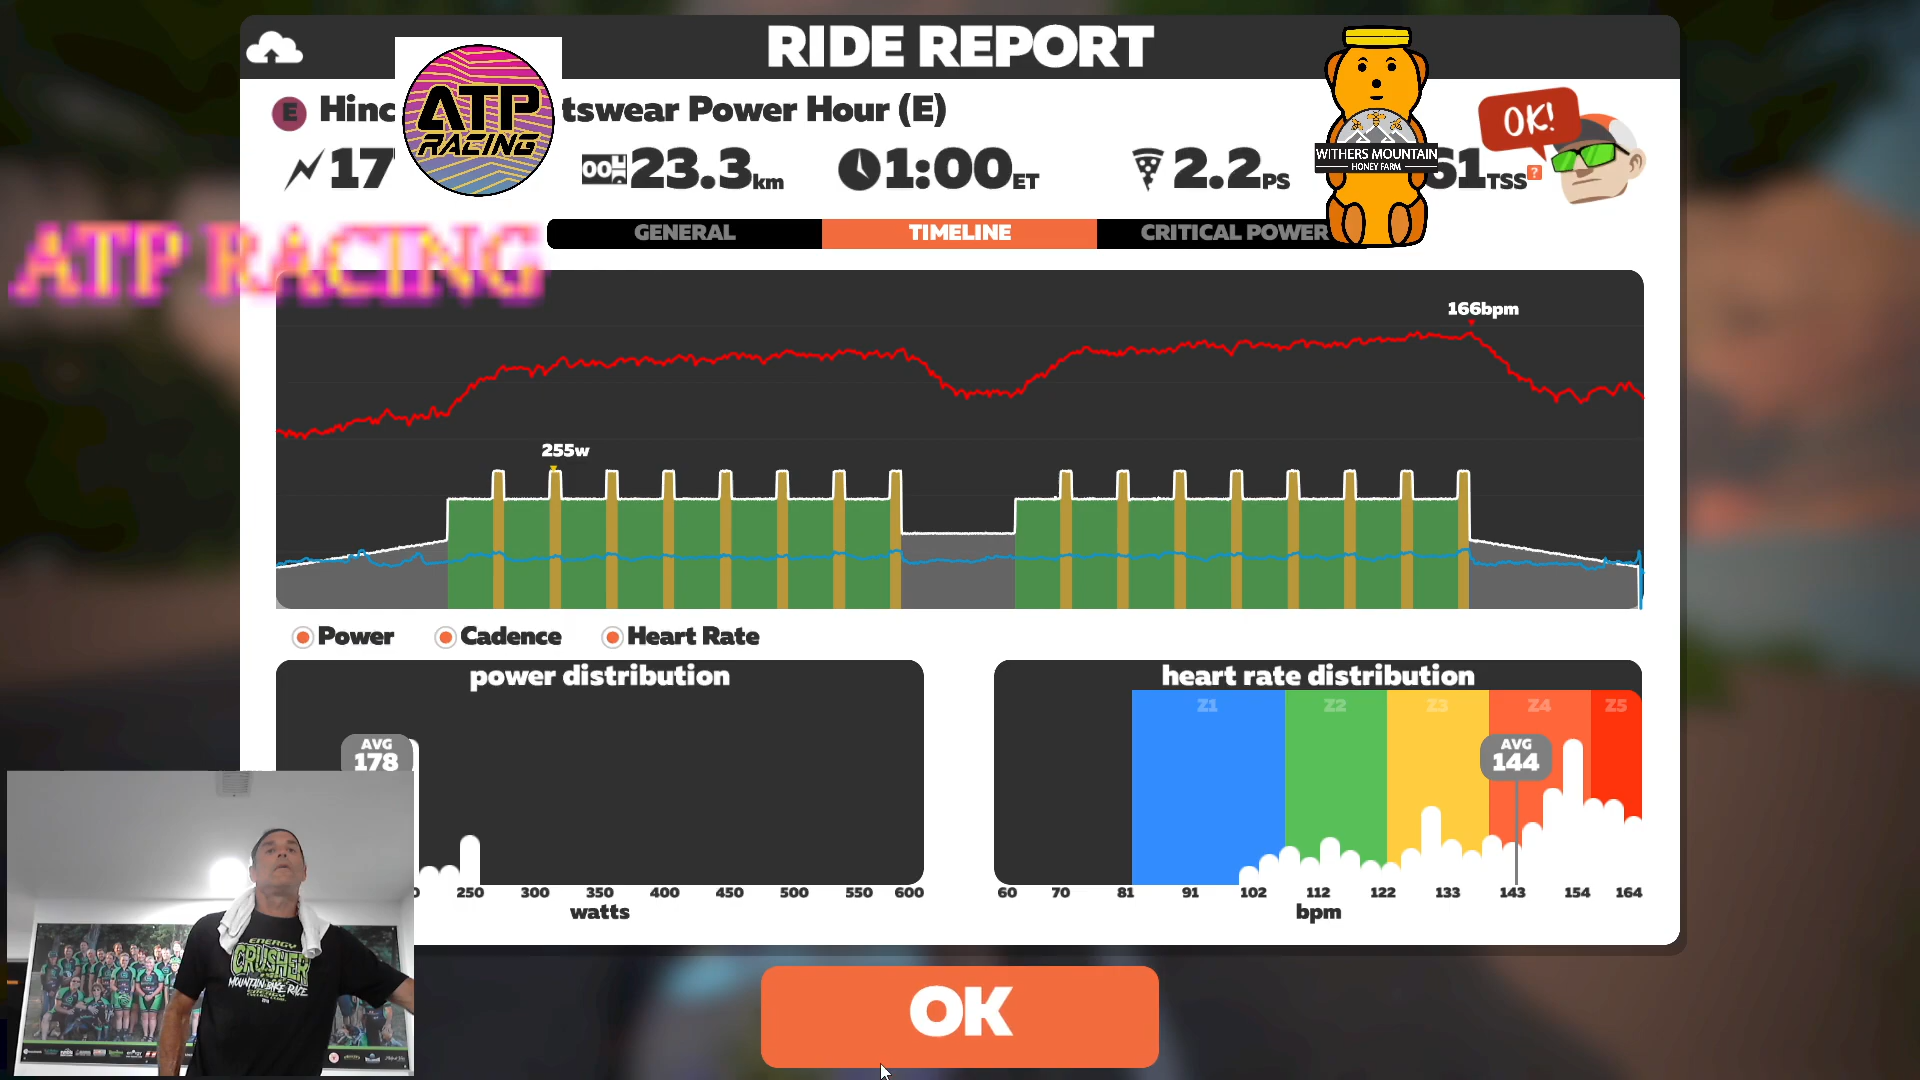 RIDE REPORT
E Hinc
ATP
RACING
tswear Power Hour (E)
OK!
17
23.3km
1:00ET
2.2PS
61TSS
?
WITHERS MOUNTAIN
HONEY FARM
GENERAL
TIMELINE
CRITICAL POWER
ATP RACING
166bpm
255w
Power
Cadence
Heart Rate
power distribution
AVG
178
250 300 350 400 450 500 550 600
watts
heart rate distribution
Z1 Z2 Z3 Z4 Z5
AVG
144
60 70 81 91 102 112 122 133 143 154 164
bpm
ENERGY
CRUSHER
MOUNTAIN BIKE RACE
OK